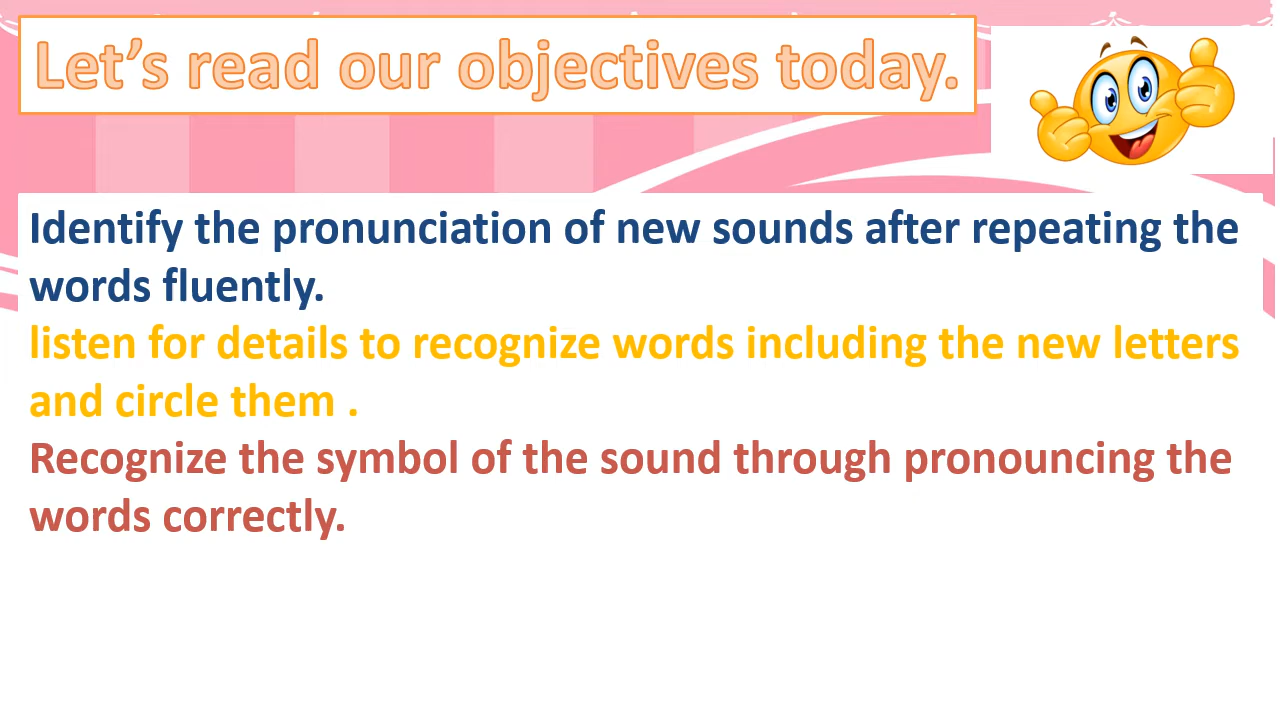 Let’s read our objectives today.
Identify the pronunciation of new sounds after repeating the
words fluently.
listen for details to recognize words including the new letters
and circle them .
Recognize the symbol of the sound through pronouncing the
words correctly.